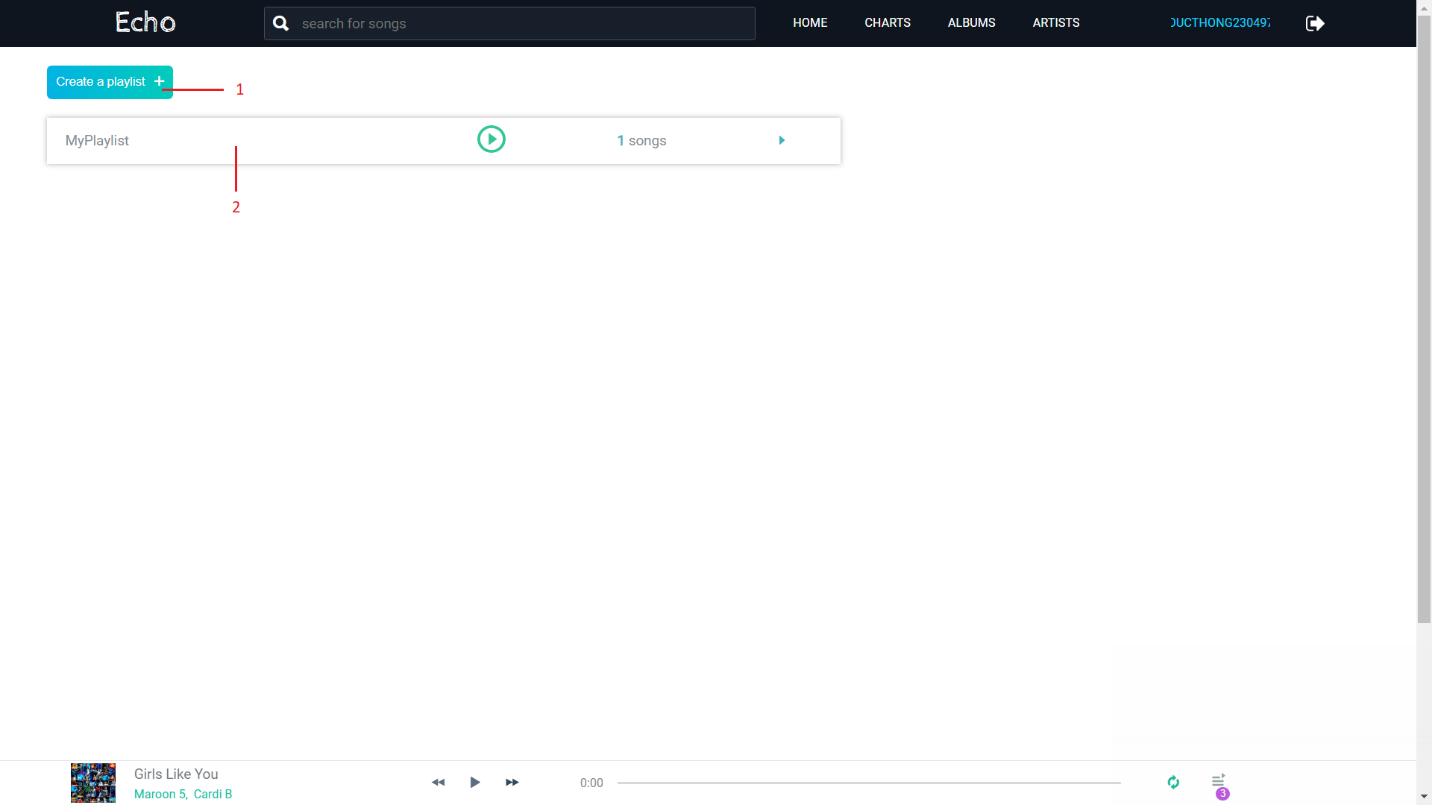 Echo
search for songs
HOME
CHARTS
ALBUMS
ARTISTS
DUCTHONG230497
Create a playlist +
1
MyPlaylist
1 songs
2
Girls Like You
Maroon 5, Cardi B
0:00
3